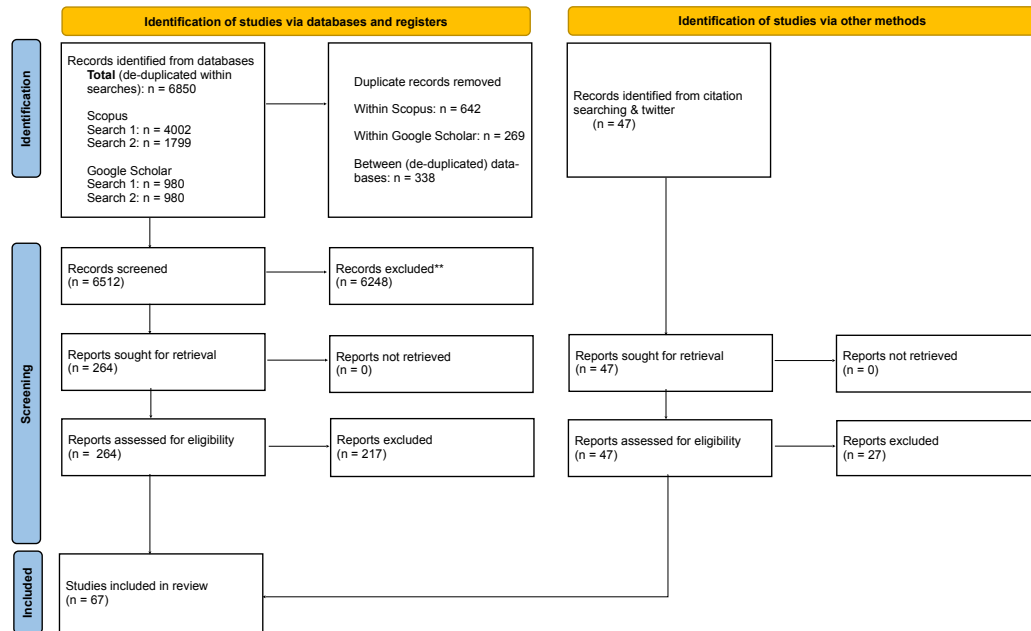 Identification of studies via databases and registers
Identification of studies via other methods
Identification
Records identified from databases
Total (de-duplicated within
searches): n = 6850
Scopus
Search 1: n = 4002
Search 2: n = 1799
Google Scholar
Search 1: n = 980
Search 2: n = 980
Duplicate records removed
Within Scopus: n = 642
Within Google Scholar: n = 269
Between (de-duplicated) data-
bases: n = 338
Records identified from citation
searching & twitter
(n = 47)
Screening
Records screened
(n = 6512)
Records excluded**
(n = 6248)
Reports sought for retrieval
(n = 264)
Reports not retrieved
(n = 0)
Reports sought for retrieval
(n = 47)
Reports not retrieved
(n = 0)
Reports assessed for eligibility
(n = 264)
Reports excluded
(n = 217)
Reports assessed for eligibility
(n = 47)
Reports excluded
(n = 27)
Included
Studies included in review
(n = 67)